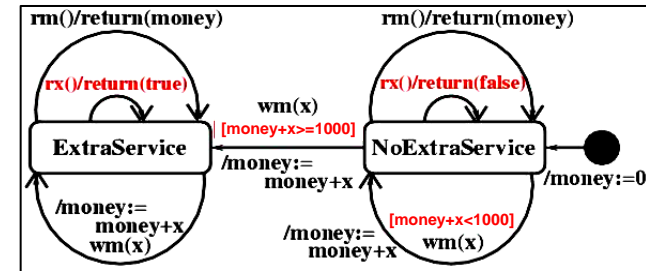 rm()/return(money)
rm()/return(money)
rx()/return(true)
rx()/return(false)
wm(x)
[money+x>=1000]
ExtraService
NoExtraService
/money:=
money+x
/money:=0
/money:=
money+x
wm(x)
[money+x<1000]
/money:=
money+x
wm(x)